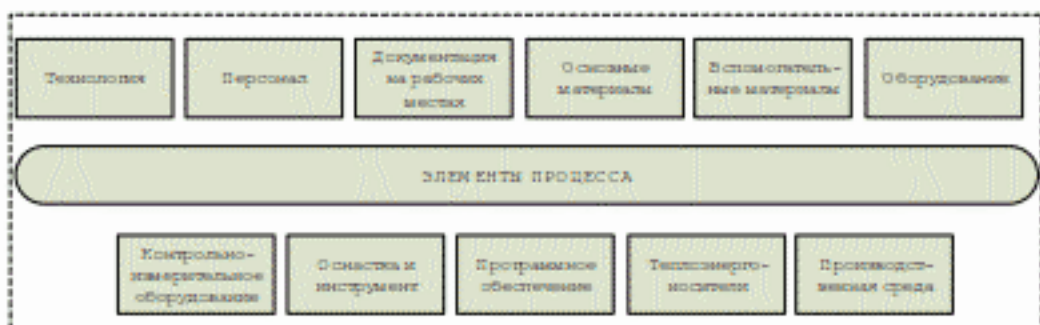 Технология
Персонал
Документация
на рабочих
местах
Основные
материалы
Вспомогатель-
ные материалы
Оборудование
ЭЛЕМЕНТЫ ПРОЦЕССА
Контрольно-
измерительное
оборудование
Оснастка и
инструмент
Программное
обеспечение
Теплоэнерго-
носители
Производст-
венная среда